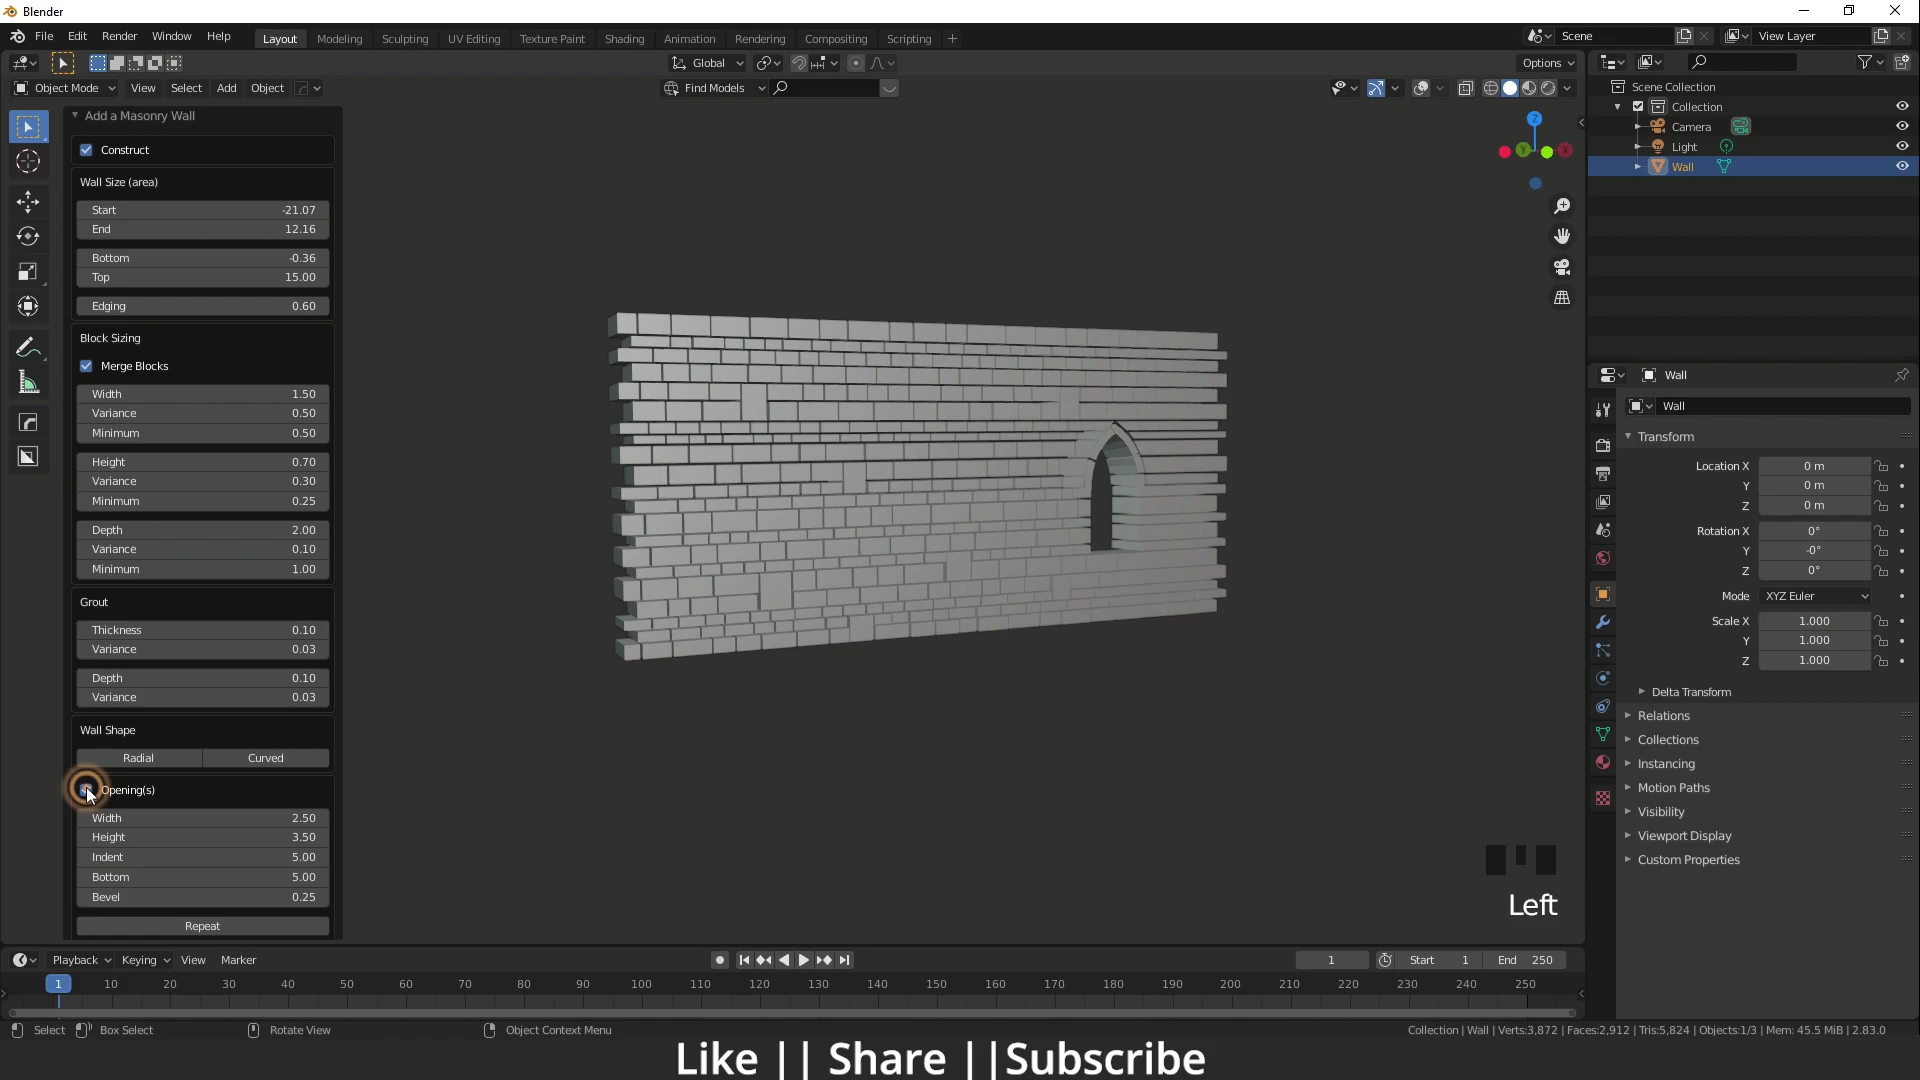 Blender
File Edit Render Window Help
Layout Modeling Sculpting UV Editing Texture Paint Shading Animation Rendering Compositing Scripting +
Scene
View Layer
Global
Options
Object Mode View Select Add Object
Find Models
Add a Masonry Wall
Construct
Wall Size (area)
Start -21.07
End 12.16
Bottom -0.36
Top 15.00
Edging 0.60
Block Sizing
Merge Blocks
Width 1.50
Variance 0.50
Minimum 0.50
Height 0.70
Variance 0.30
Minimum 0.25
Depth 2.00
Variance 0.10
Minimum 1.00
Grout
Thickness 0.10
Variance 0.03
Depth 0.10
Variance 0.03
Wall Shape
Radial Curved
Opening(s)
Width 2.50
Height 3.50
Indent 5.00
Bottom 5.00
Bevel 0.25
Repeat
Z
Y
X
Left
Scene Collection
Collection
Camera
Light
Wall
Wall
Wall
Transform
Location X 0 m
Y 0 m
Z 0 m
Rotation X 0°
Y -0°
Z 0°
Mode XYZ Euler
Scale X 1.000
Y 1.000
Z 1.000
Delta Transform
Relations
Collections
Instancing
Motion Paths
Visibility
Viewport Display
Custom Properties
Playback Keying View Marker
1 Start 1 End 250
1 10 20 30 40 50 60 70 80 90 100 110 120 130 140 150 160 170 180 190 200 210 220 230 240 250
Select Box Select Rotate View Object Context Menu
Collection | Wall | Verts:3,872 | Faces:2,912 | Tris:5,824 | Objects:1/3 | Mem: 45.5 MiB | 2.83.0
Like || Share ||Subscribe